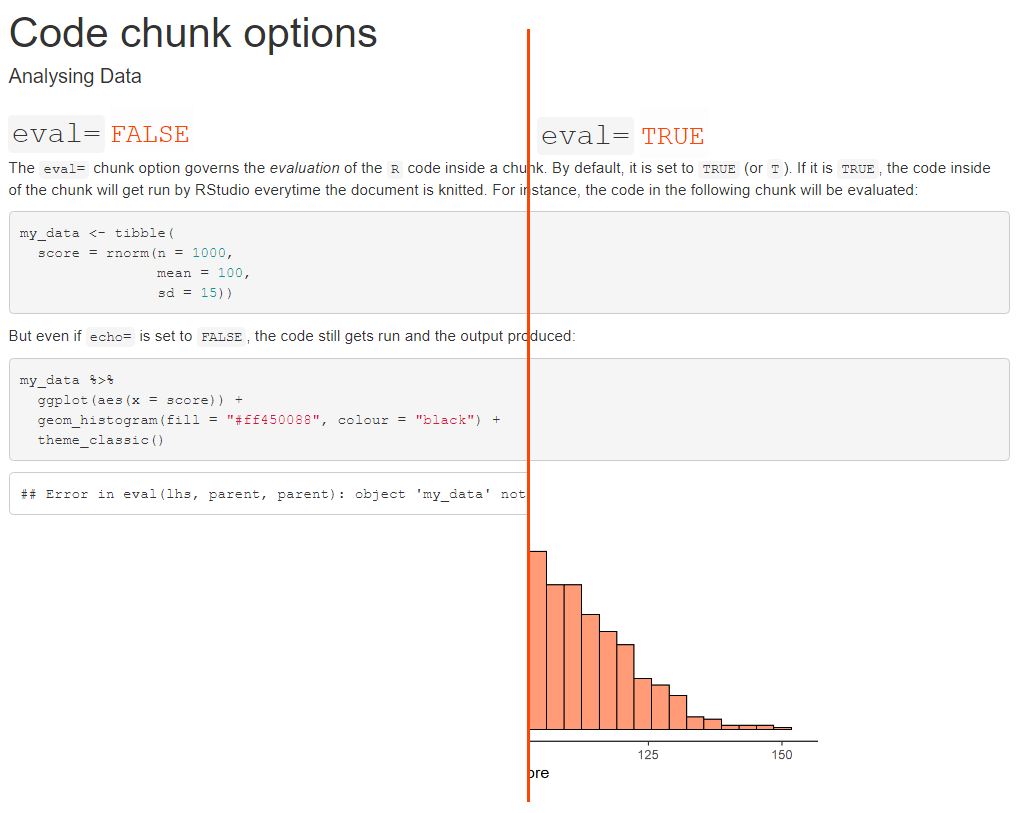 Code chunk options
Analysing Data
eval= FALSE
eval= TRUE
The eval= chunk option governs the evaluation of the R code inside a chunk. By default, it is set to TRUE (or T ). If it is TRUE , the code inside
of the chunk will get run by RStudio everytime the document is knitted. For instance, the code in the following chunk will be evaluated:
my_data <- tibble(
score = rnorm(n = 1000,
mean = 100,
sd = 15))
But even if echo= is set to FALSE , the code still gets run and the output produced:
my_data %>%
ggplot(aes(x = score)) +
geom_histogram(fill = "#ff450088", colour = "black") +
theme_classic()
## Error in eval(lhs, parent, parent): object 'my_data' not
125 150
ore